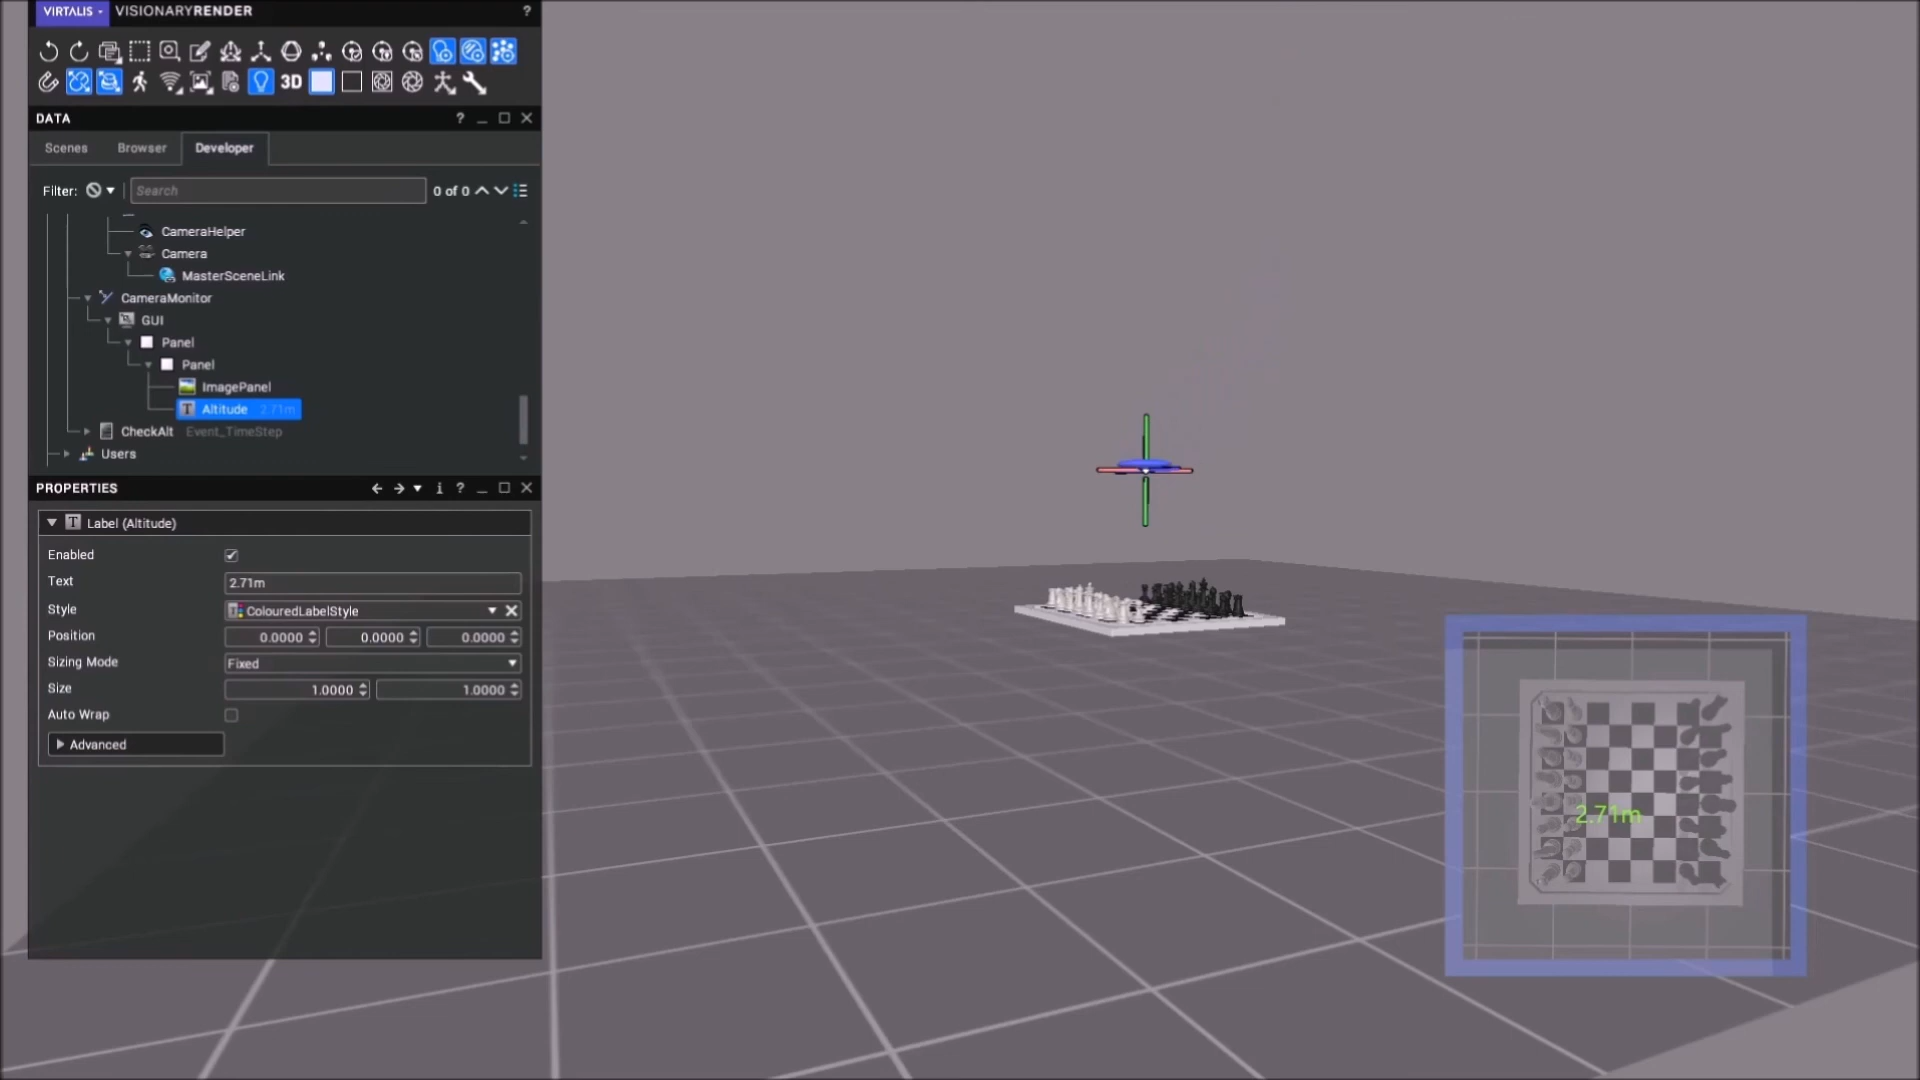 VIRTALIS VISIONARYRENDER ?
3D
DATA ?
Scenes Browser Developer
Filter: Search 0 of 0
CameraHelper
Camera
MasterSceneLink
CameraMonitor
GUI
Panel
Panel
ImagePanel
T Altitude 2.71m
CheckAlt Event_TimeStep
Users
PROPERTIES i ?
T Label (Altitude)
Enabled
Text 2.71m
Style ColouredLabelStyle
Position 0.0000 0.0000 0.0000
Sizing Mode Fixed
Size 1.0000 1.0000
Auto Wrap
Advanced
2.71m